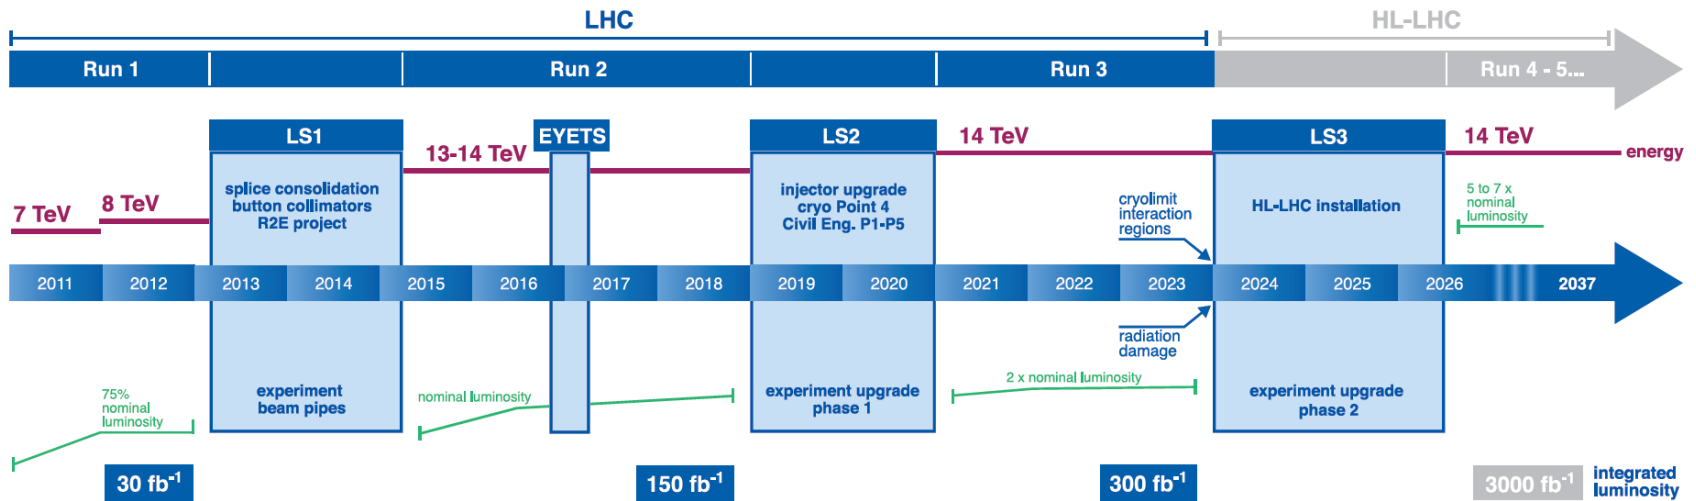 LHC
HL-LHC
Run 1
Run 2
Run 3
Run 4 - 5...
LS1
EYETS
LS2
LS3
7 TeV
8 TeV
13-14 TeV
14 TeV
14 TeV
energy
splice consolidation
button collimators
R2E project
injector upgrade
cryo Point 4
Civil Eng. P1-P5
cryolimit
interaction
regions
HL-LHC installation
5 to 7 x
nominal
luminosity
2011
2012
2013
2014
2015
2016
2017
2018
2019
2020
2021
2022
2023
2024
2025
2026
2037
radiation
damage
75%
nominal
luminosity
experiment
beam pipes
nominal luminosity
experiment upgrade
phase 1
2 x nominal luminosity
experiment upgrade
phase 2
30 fb⁻¹
150 fb⁻¹
300 fb⁻¹
3000 fb⁻¹
integrated
luminosity